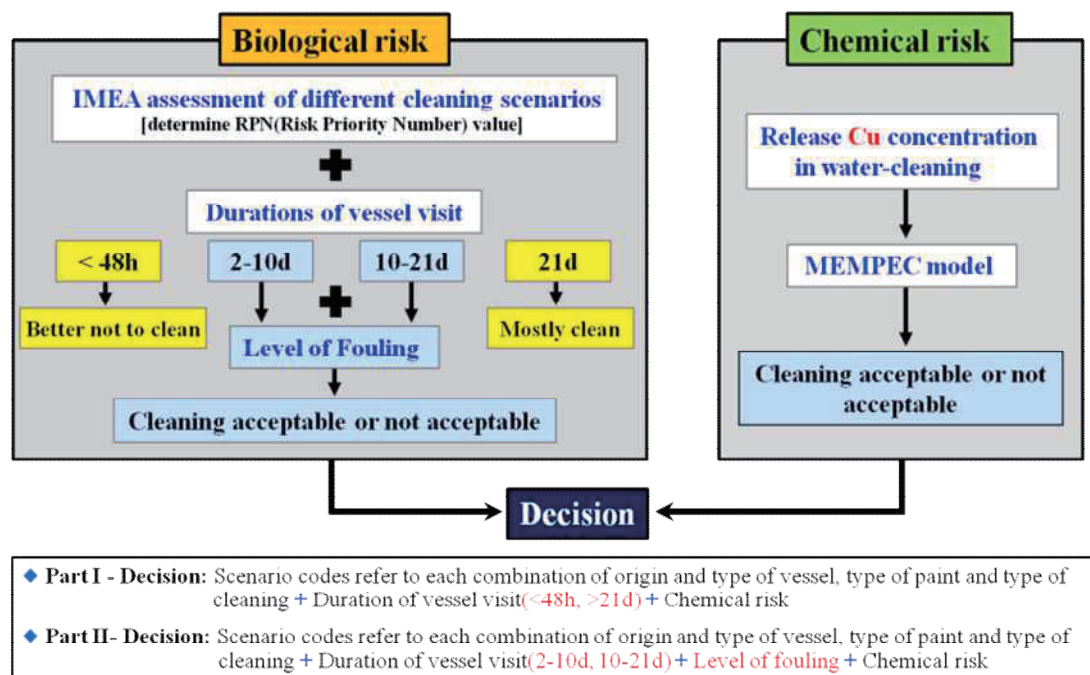 Biological risk
IMEA assessment of different cleaning scenarios
[determine RPN(Risk Priority Number) value]
Durations of vessel visit
< 48h
2-10d
10-21d
21d
Better not to clean
Mostly clean
Level of Fouling
Cleaning acceptable or not acceptable
Chemical risk
Release Cu concentration
in water-cleaning
MEMPEC model
Cleaning acceptable or not
acceptable
Decision
Part I - Decision: Scenario codes refer to each combination of origin and type of vessel, type of paint and type of
cleaning + Duration of vessel visit(<48h, >21d) + Chemical risk
Part II- Decision: Scenario codes refer to each combination of origin and type of vessel, type of paint and type of
cleaning + Duration of vessel visit(2-10d, 10-21d) + Level of fouling + Chemical risk